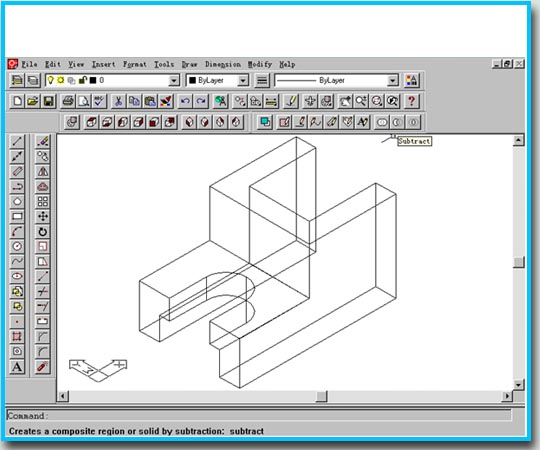 File Edit View Insert Format Tools Draw Dimension Modify Help
0 ByLayer ByLayer
?
Subtract
A
Command:
Creates a composite region or solid by subtraction: subtract